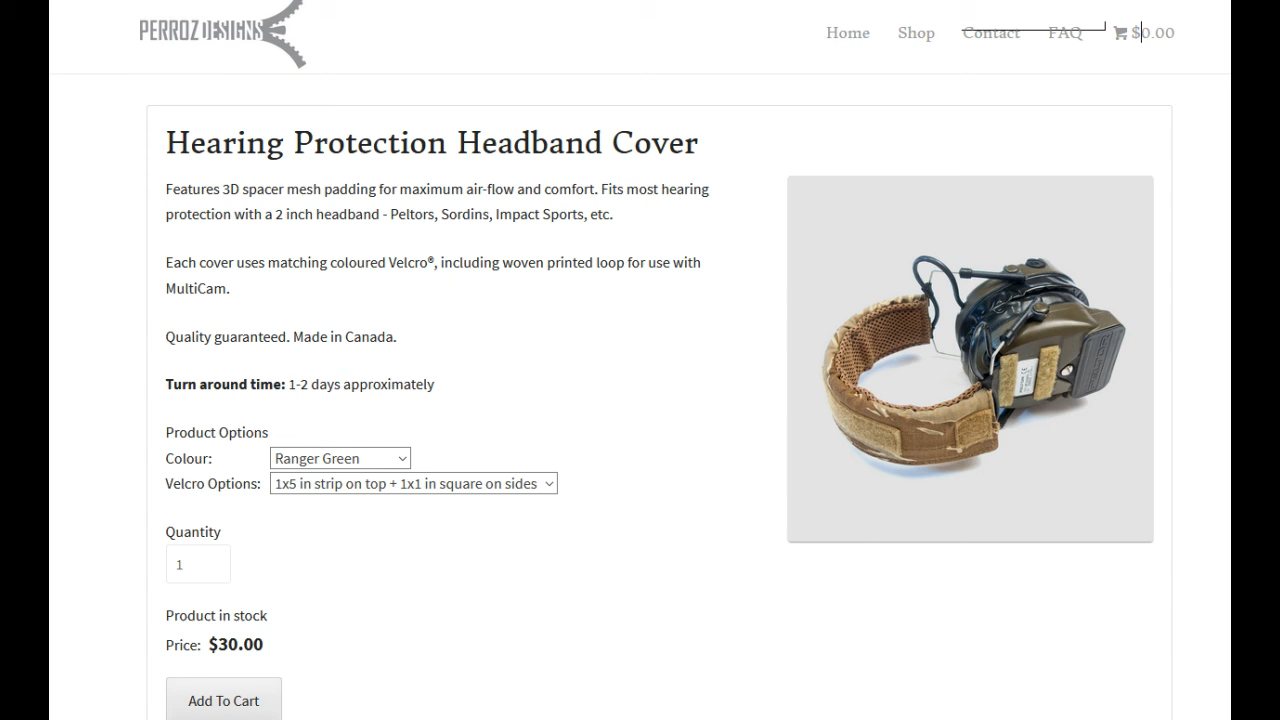 PERROZ DESIGNS
Home Shop Contact FAQ $0.00
Hearing Protection Headband Cover
Features 3D spacer mesh padding for maximum air-flow and comfort. Fits most hearing
protection with a 2 inch headband - Peltors, Sordins, Impact Sports, etc.
Each cover uses matching coloured Velcro®, including woven printed loop for use with
MultiCam.
Quality guaranteed. Made in Canada.
Turn around time: 1-2 days approximately
Product Options
Colour: Ranger Green
Velcro Options: 1x5 in strip on top + 1x1 in square on sides
Quantity
1
Product in stock
Price: $30.00
Add To Cart